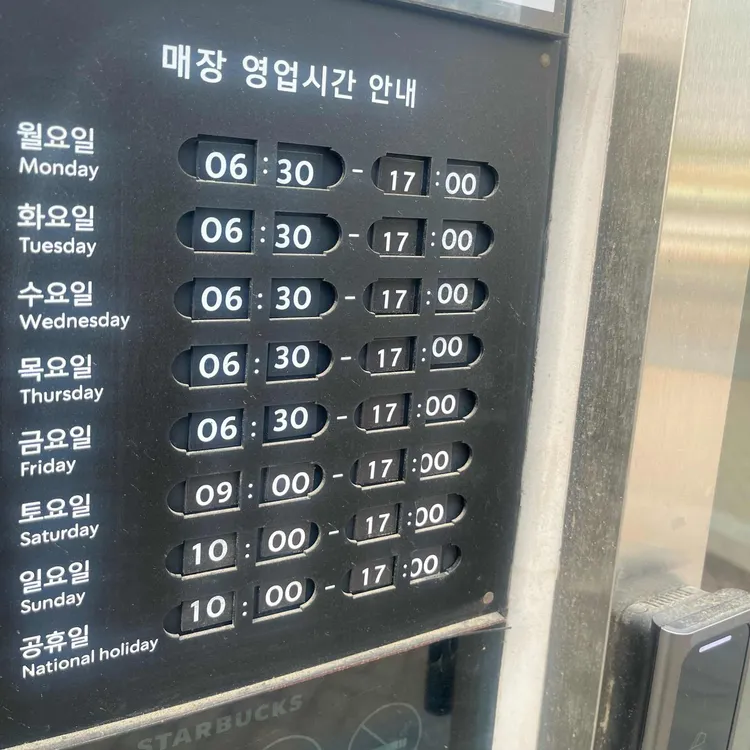 매장 영업시간 안내
월요일 06:30 - 17:00
Monday
화요일 06:30 - 17:00
Tuesday
수요일 06:30 - 17:00
Wednesday
목요일 06:30 - 17:00
Thursday
금요일 06:30 - 17:00
Friday
토요일 09:00 - 17:00
Saturday
일요일 10:00 - 17:00
Sunday
공휴일 10:00 - 17:00
National holiday
STARBUCKS